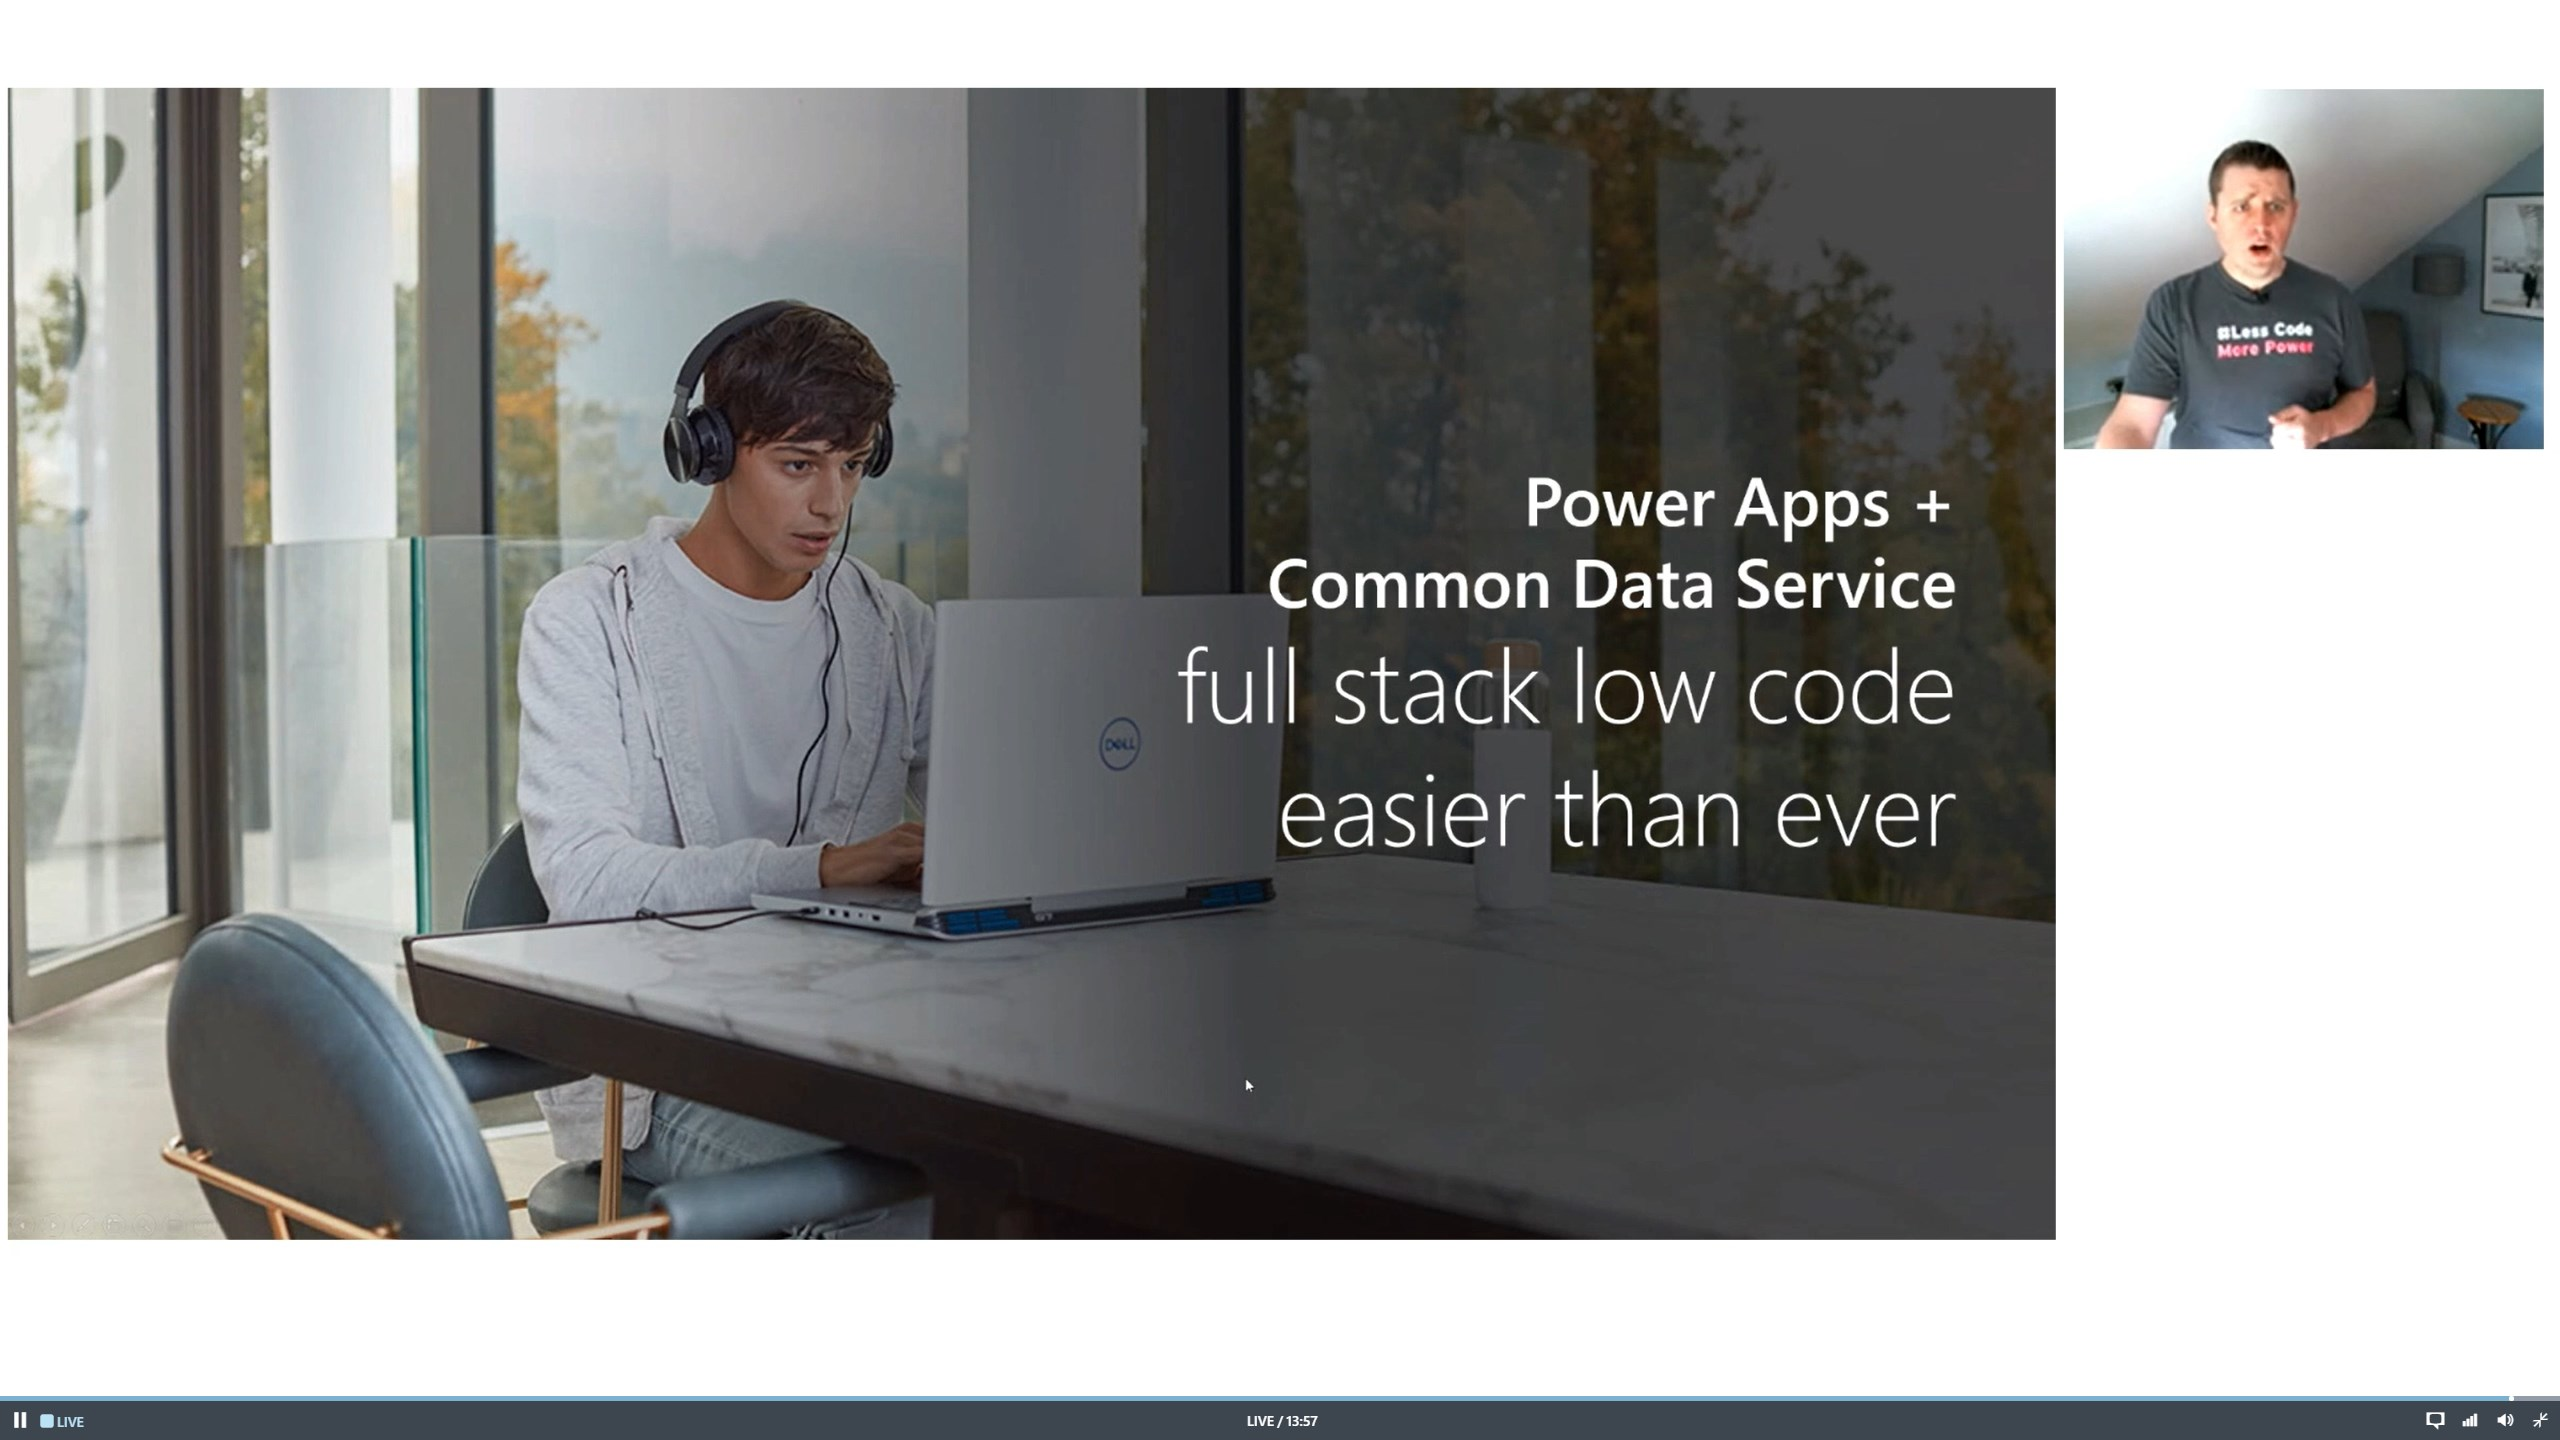 Power Apps +
Common Data Service
full stack low code
easier than ever
DELL
#Less Code
More Power
LIVE
LIVE / 13:57